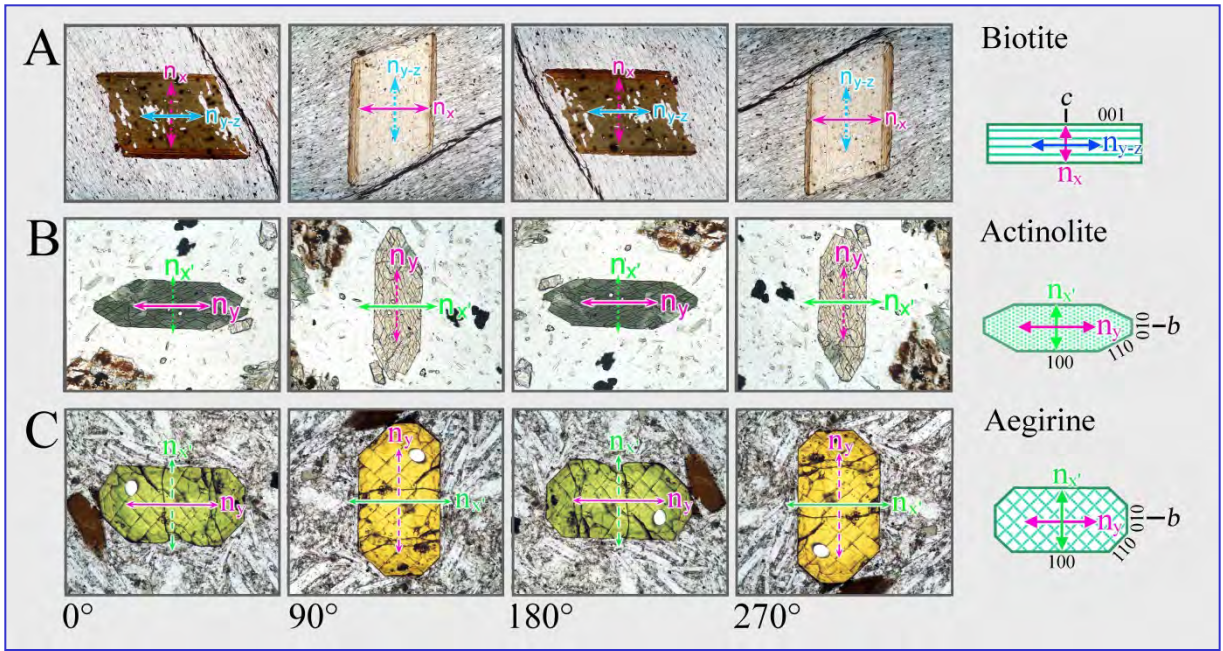 A
nx
ny-z
ny-z
nx
nx
ny-z
ny-z
nx
Biotite
c
001
ny-z
nx
B
nx'
ny
ny
nx'
nx'
ny
ny
nx'
Actinolite
nx'
ny
010
b
110
100
C
nx'
ny
ny
nx'
nx'
ny
ny
nx'
Aegirine
nx'
ny
010
b
110
100
0°
90°
180°
270°